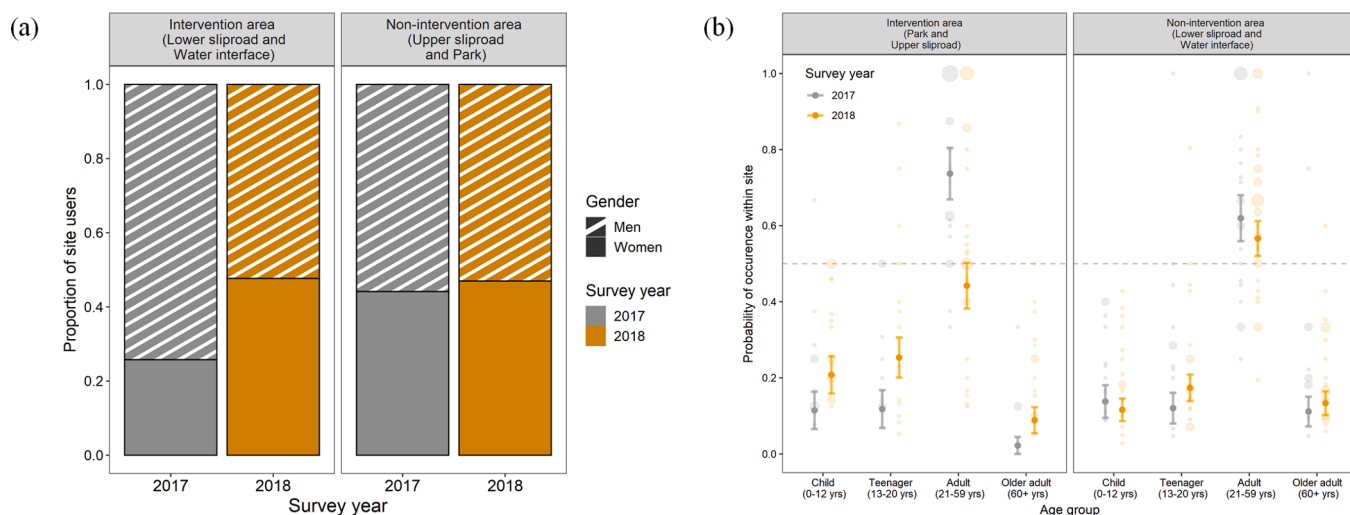 (a)
Intervention area
(Lower sliproad and
Water interface)
Non-intervention area
(Upper sliproad
and Park)
Proportion of site users
1.0
0.8
0.6
0.4
0.2
0.0
2017
2018
2017
2018
Survey year
Gender
Men
Women
Survey year
2017
2018
(b)
Intervention area
(Park and
Upper sliproad)
Non-intervention area
(Lower sliproad and
Water interface)
Probability of occurence within site
1.0
0.8
0.6
0.4
0.2
0.0
Survey year
2017
2018
Child
(0-12 yrs)
Teenager
(13-20 yrs)
Adult
(21-59 yrs)
Older adult
(60+ yrs)
Child
(0-12 yrs)
Teenager
(13-20 yrs)
Adult
(21-59 yrs)
Older adult
(60+ yrs)
Age group